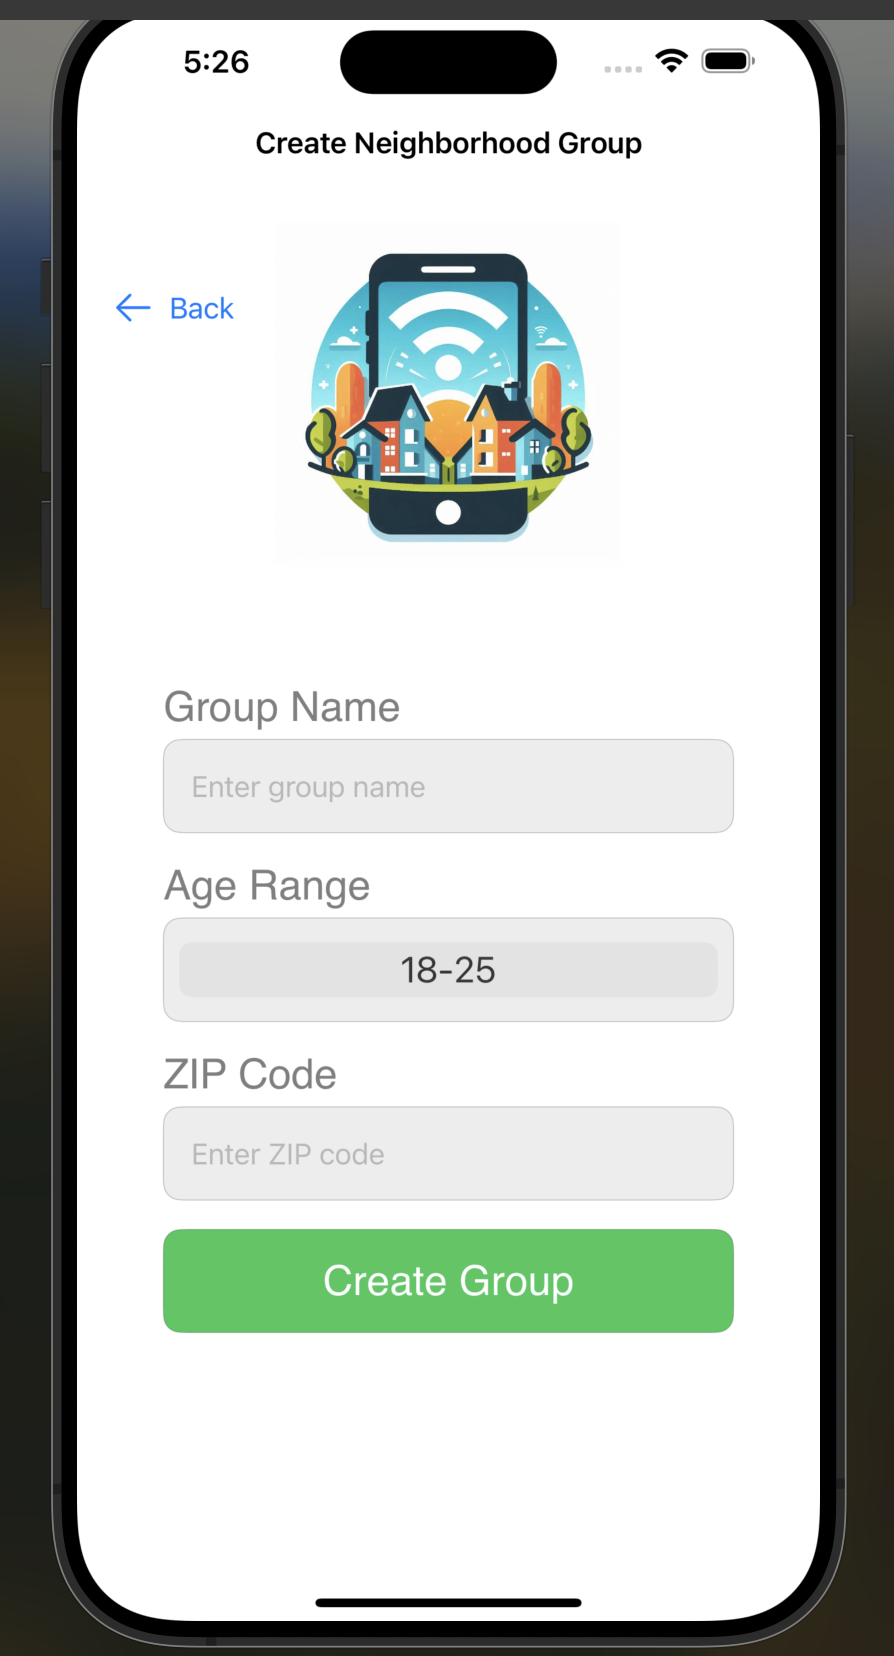 5:26
Create Neighborhood Group
Back
Group Name
Enter group name
Age Range
18-25
ZIP Code
Enter ZIP code
Create Group